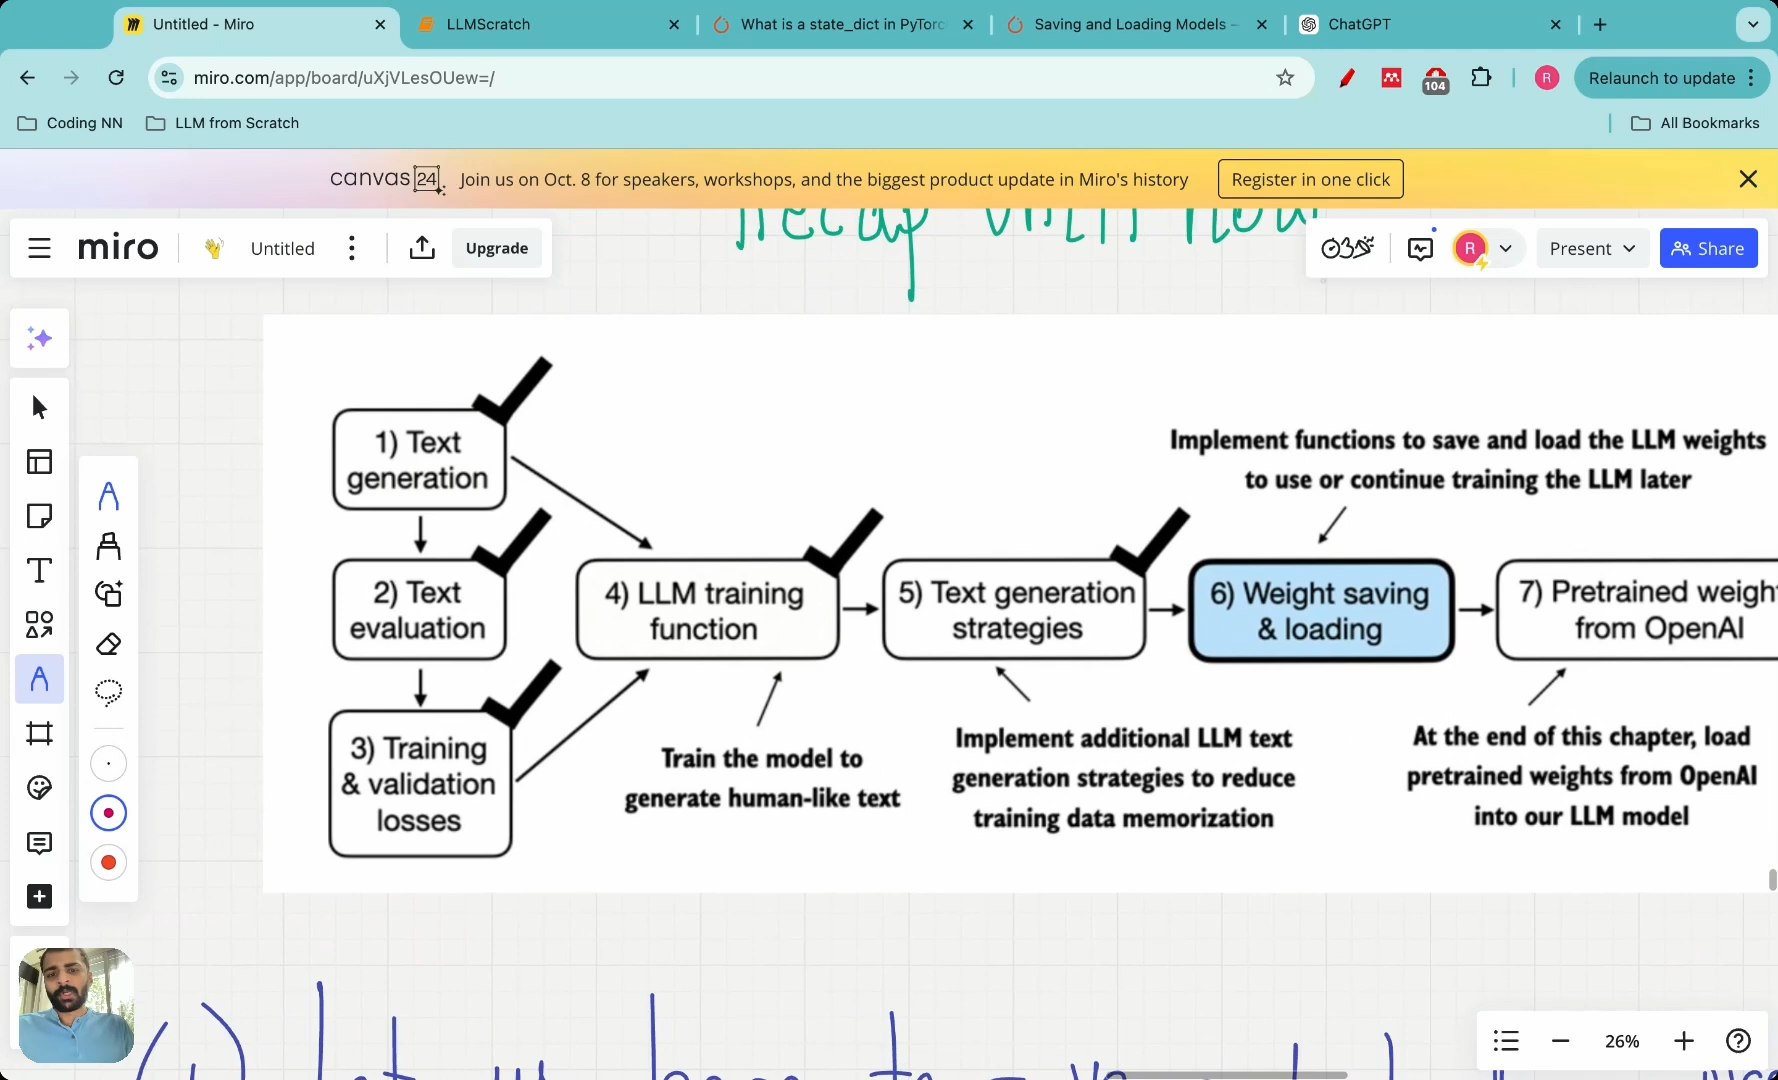 Untitled - Miro
LLMScratch
What is a state_dict in PyTorc
Saving and Loading Models -
ChatGPT
miro.com/app/board/uXjVLesOUew=/
104
R
Relaunch to update
Coding NN
LLM from Scratch
All Bookmarks
canvas 24
Join us on Oct. 8 for speakers, workshops, and the biggest product update in Miro's history
Register in one click
Recap until now
miro
Untitled
Upgrade
R
Present
Share
1) Text
generation
2) Text
evaluation
3) Training
& validation
losses
4) LLM training
function
Train the model to
generate human-like text
5) Text generation
strategies
Implement additional LLM text
generation strategies to reduce
training data memorization
Implement functions to save and load the LLM weights
to use or continue training the LLM later
6) Weight saving
& loading
7) Pretrained weigh
from OpenAI
At the end of this chapter, load
pretrained weights from OpenAI
into our LLM model
26%